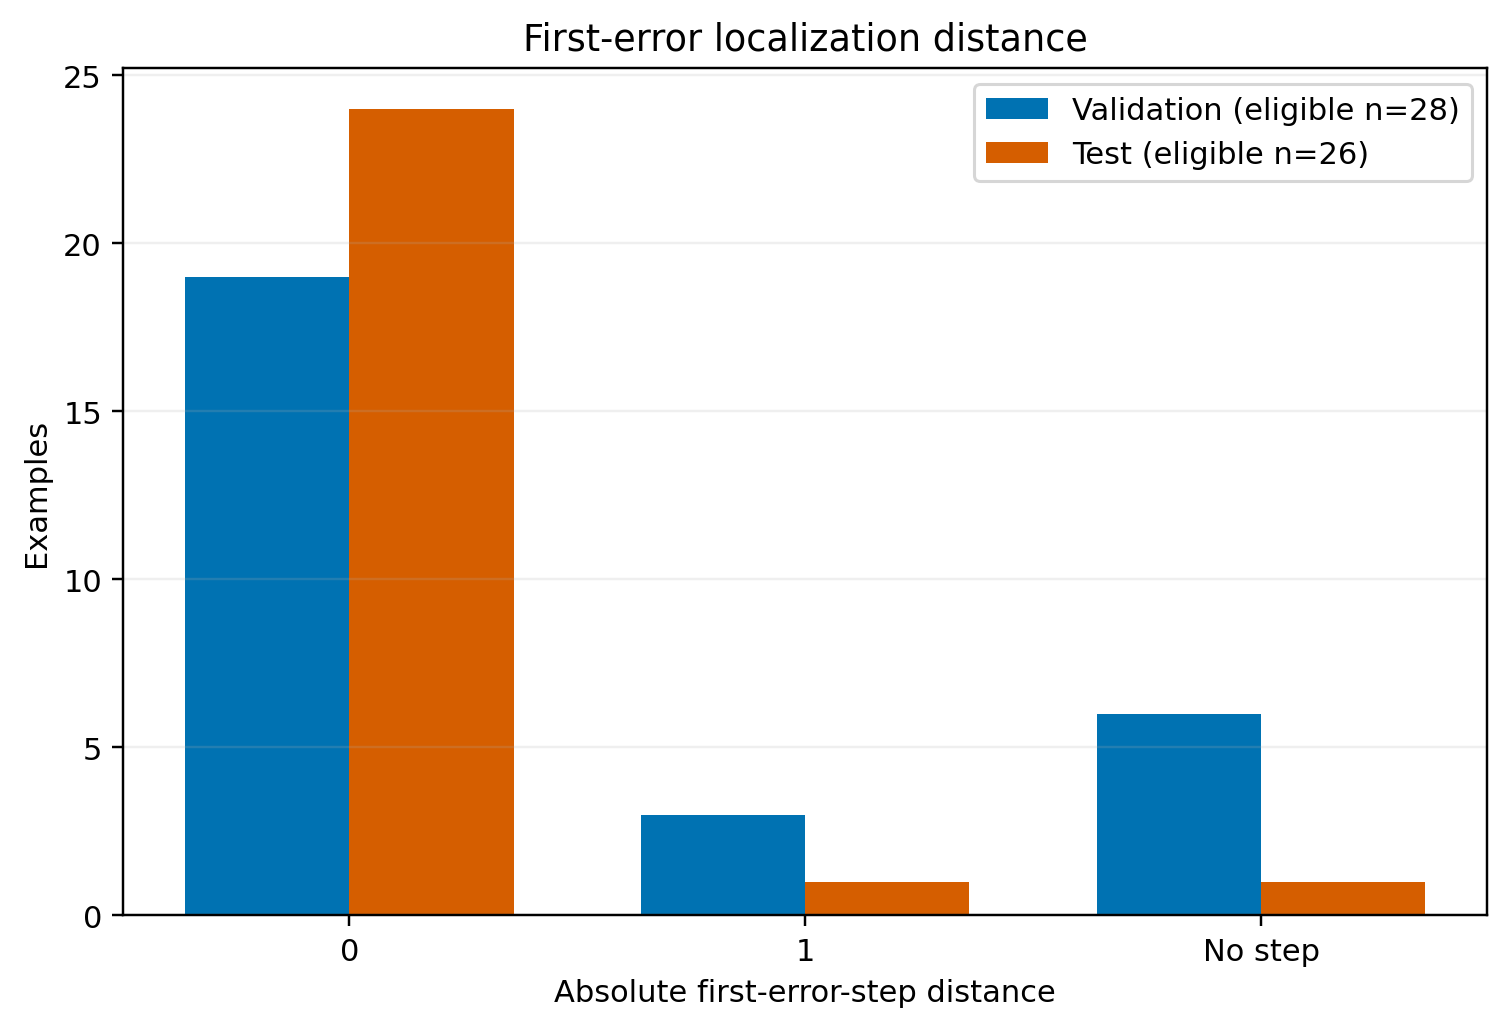 First-error localization distance
Validation (eligible n=28)
Test (eligible n=26)
25
20
15
10
5
0
Examples
0
1
No step
Absolute first-error-step distance